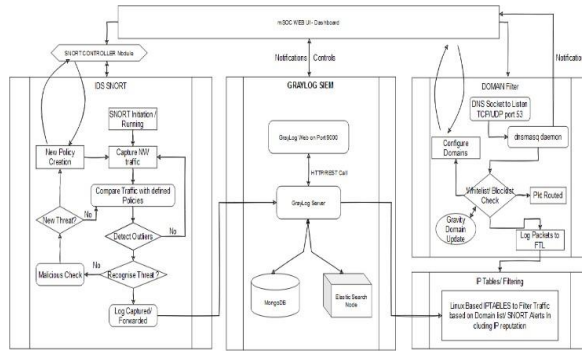 mSOC WEB UI - Dashboard
SNORT CONTROLLER Module
Notifications
Controls
Notification
IDS SNORT
SNORT Initiation /
Running
New Policy
Creation
Capture NW
traffic
Compare Traffic with defined
Policies
New Threat?
No
Detect Outliers
No
Malicious Check
No
Recognise Threat ?
Log Captured/
Forwarded
GRAYLOG SIEM
GrayLog Web on Port 9000
HTTP/REST Call
GrayLog Server
MongoDB
Elastic Search
Node
DOMAIN Filter
DNS Socket to Listen
TCP/UDP port 53
Configure
Domains
dnsmasq daemon
Whitelist/ Blocklist
Check
Pkt Routed
Gravity
Domain
Update
Log Packets to
FTL
IP Tables/ Filtering
Linux Based IPTABLES to Filter Traffic
based on Domain list/ SNORT Alerts In
cluding IP reputation